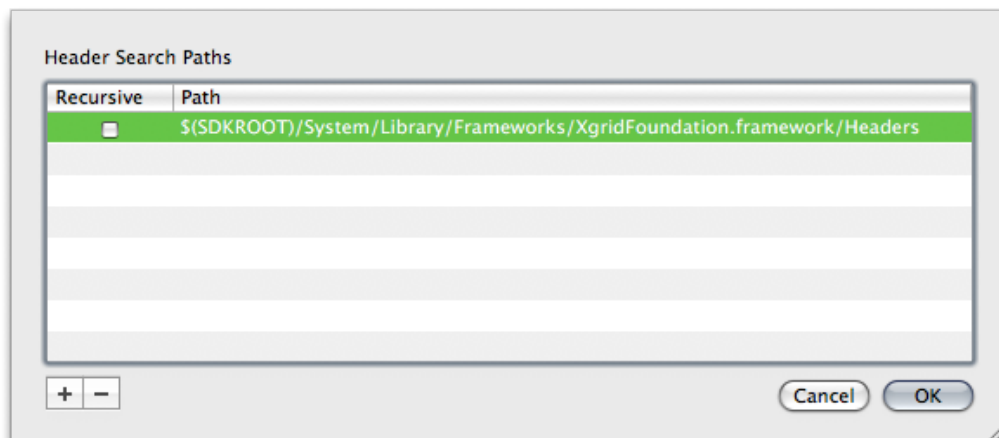 Header Search Paths
Recursive Path
$(SDKROOT)/System/Library/Frameworks/XgridFoundation.framework/Headers
+ −
Cancel OK